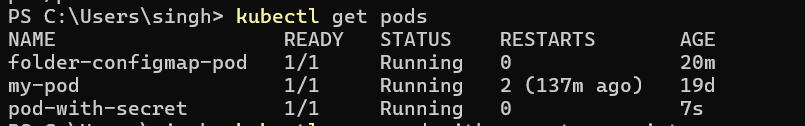 PS C:\Users\singh> kubectl get pods
NAME READY STATUS RESTARTS AGE
folder-configmap-pod 1/1 Running 0 20m
my-pod 1/1 Running 2 (137m ago) 19d
pod-with-secret 1/1 Running 0 7s